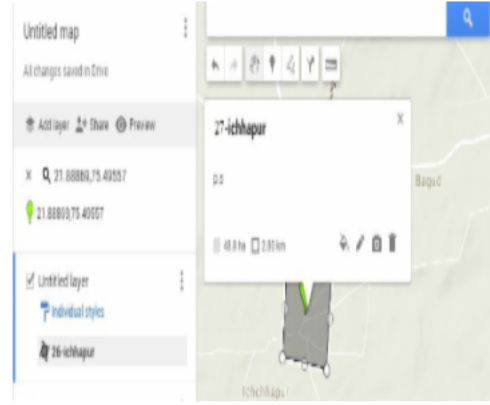 Untitled map
All changes saved in Drive
Add layer Share Preview
21.88869,75.49557
21.88869,75.49557
Untitled layer
Individual styles
26-ichhapur
27-ichhapur
p.s
48.8 ha 2.80 km
Bagud
Ichchhapur